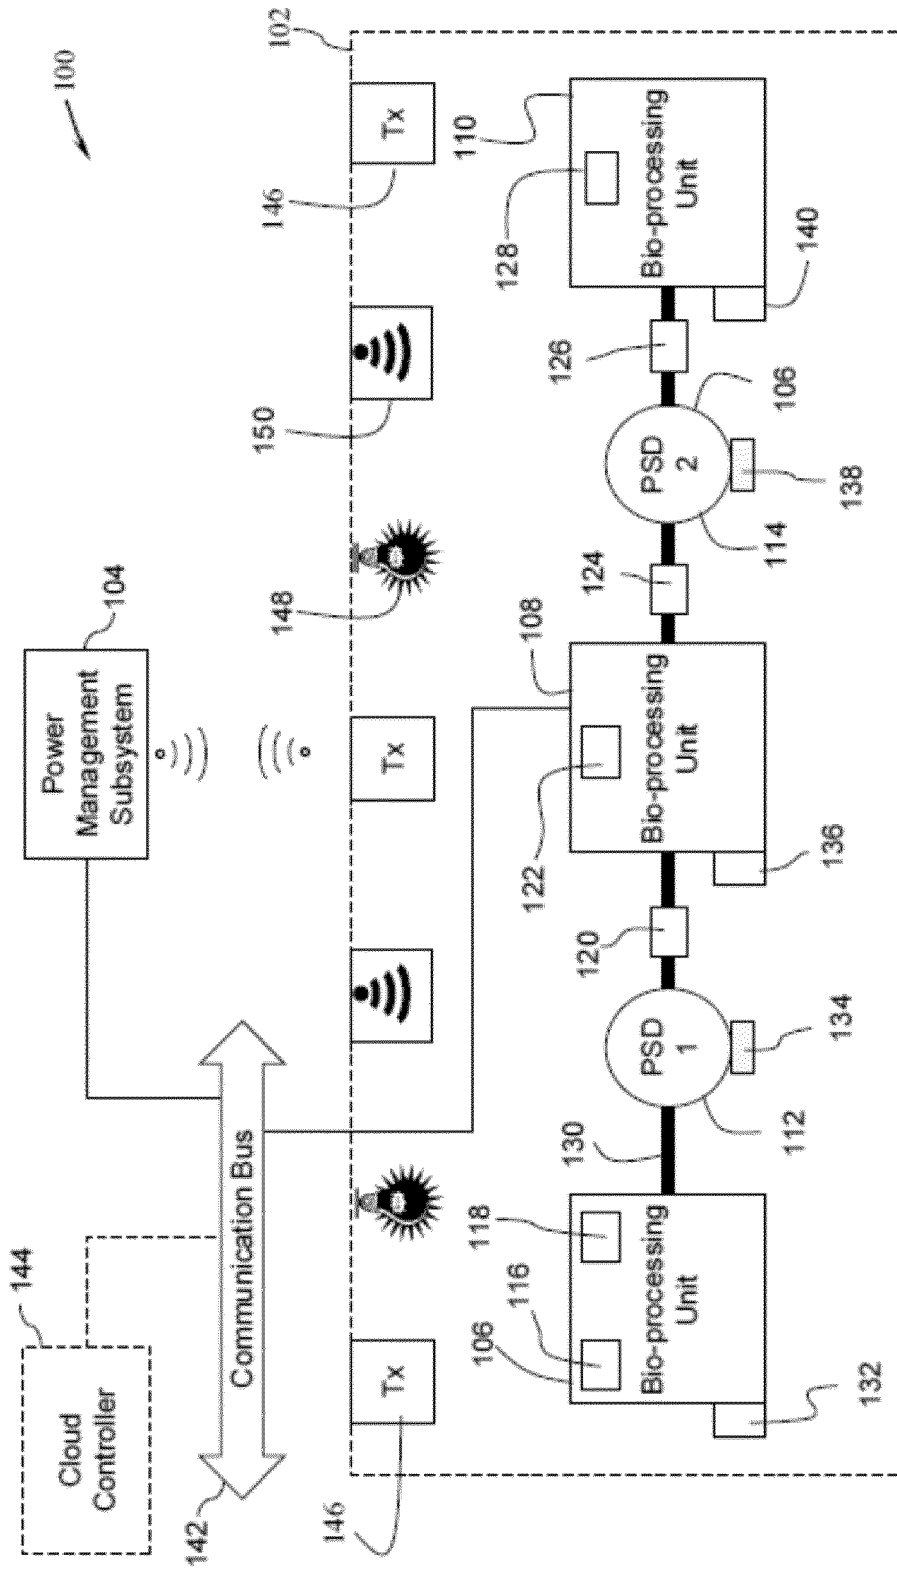 100
144
Cloud
Controller
142
Communication Bus
Power
Management
Subsystem
104
102
146
Tx
148
Tx
150
146
Tx
106
116
118
Bio-processing
Unit
132
130
PSD
1
112
134
120
122
108
Bio-processing
Unit
136
124
PSD
2
114
106
138
126
128
110
Bio-processing
Unit
140